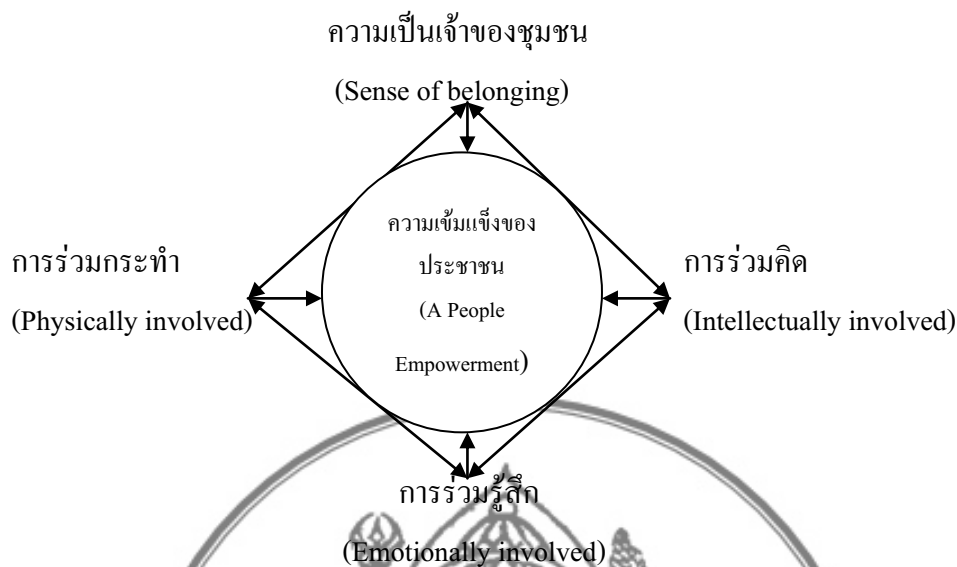 ความเป็นเจ้าของชุมชน
(Sense of belonging)
ความเข้มแข็งของ
ประชาชน
(A People
Empowerment)
การร่วมกระทำ
(Physically involved)
การร่วมคิด
(Intellectually involved)
การร่วมรู้สึก
(Emotionally involved)